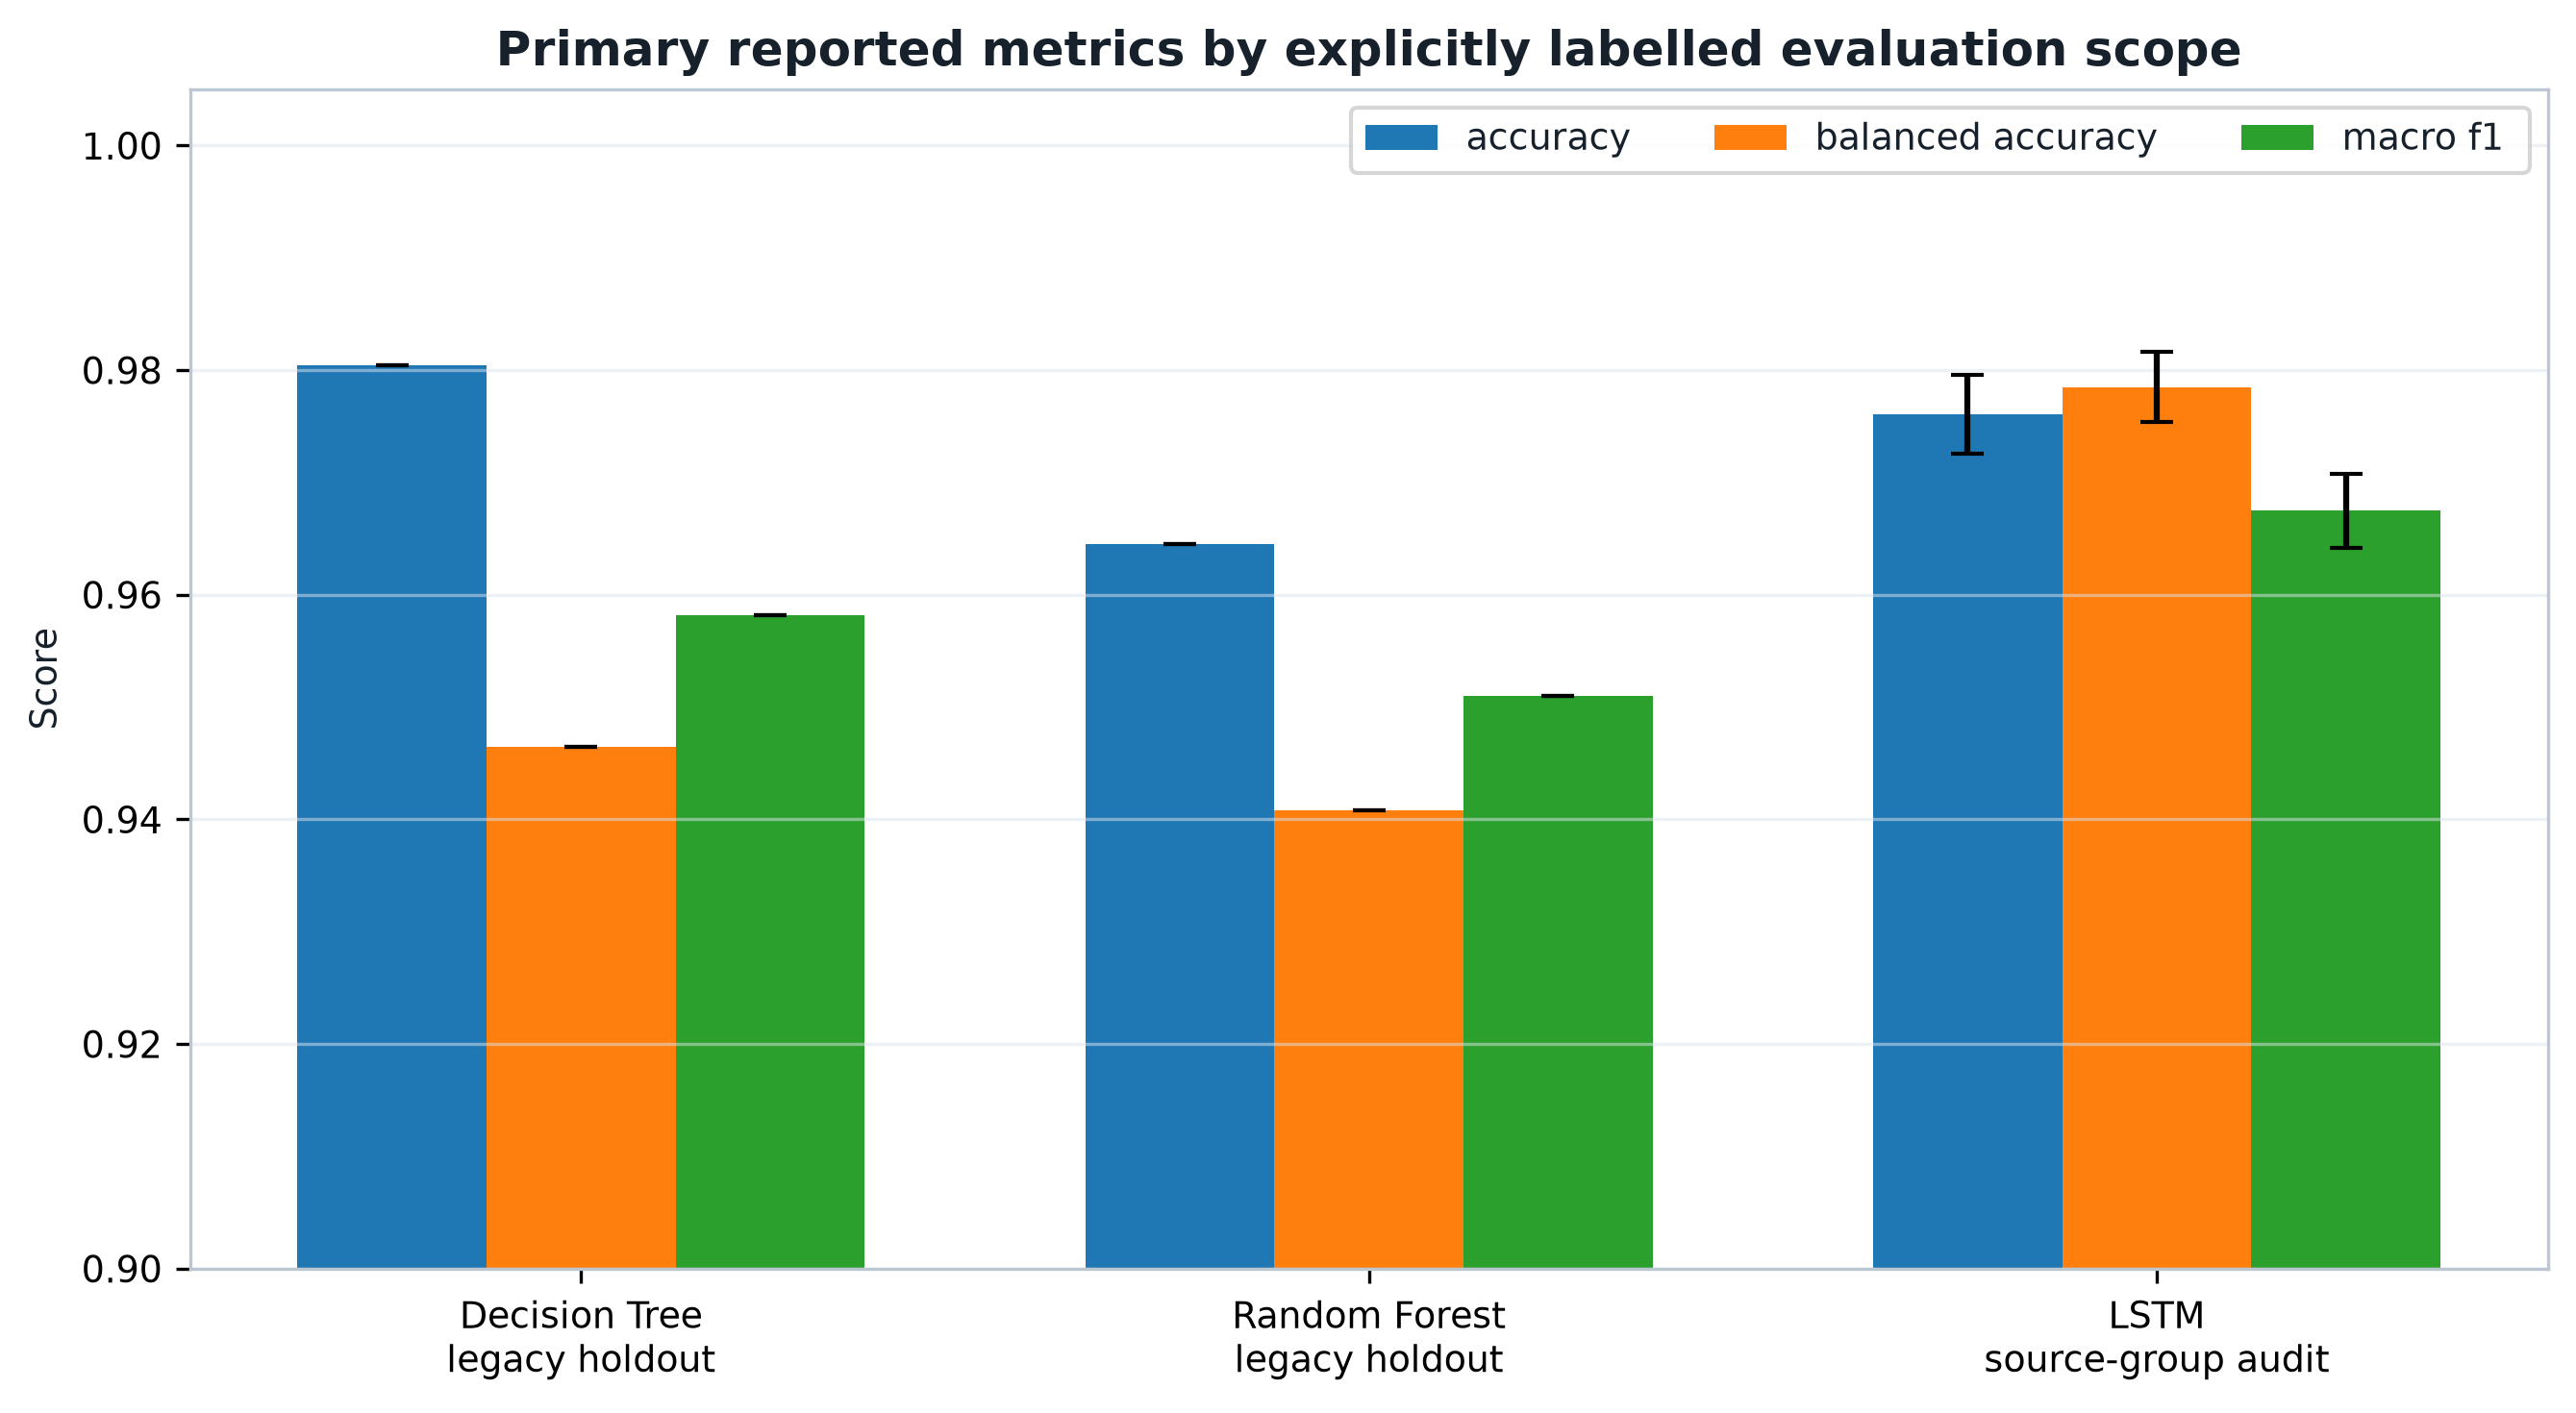 Primary reported metrics by explicitly labelled evaluation scope
accuracy
balanced accuracy
macro f1
1.00
0.98
0.96
0.94
0.92
0.90
Score
Decision Tree
legacy holdout
Random Forest
legacy holdout
LSTM
source-group audit